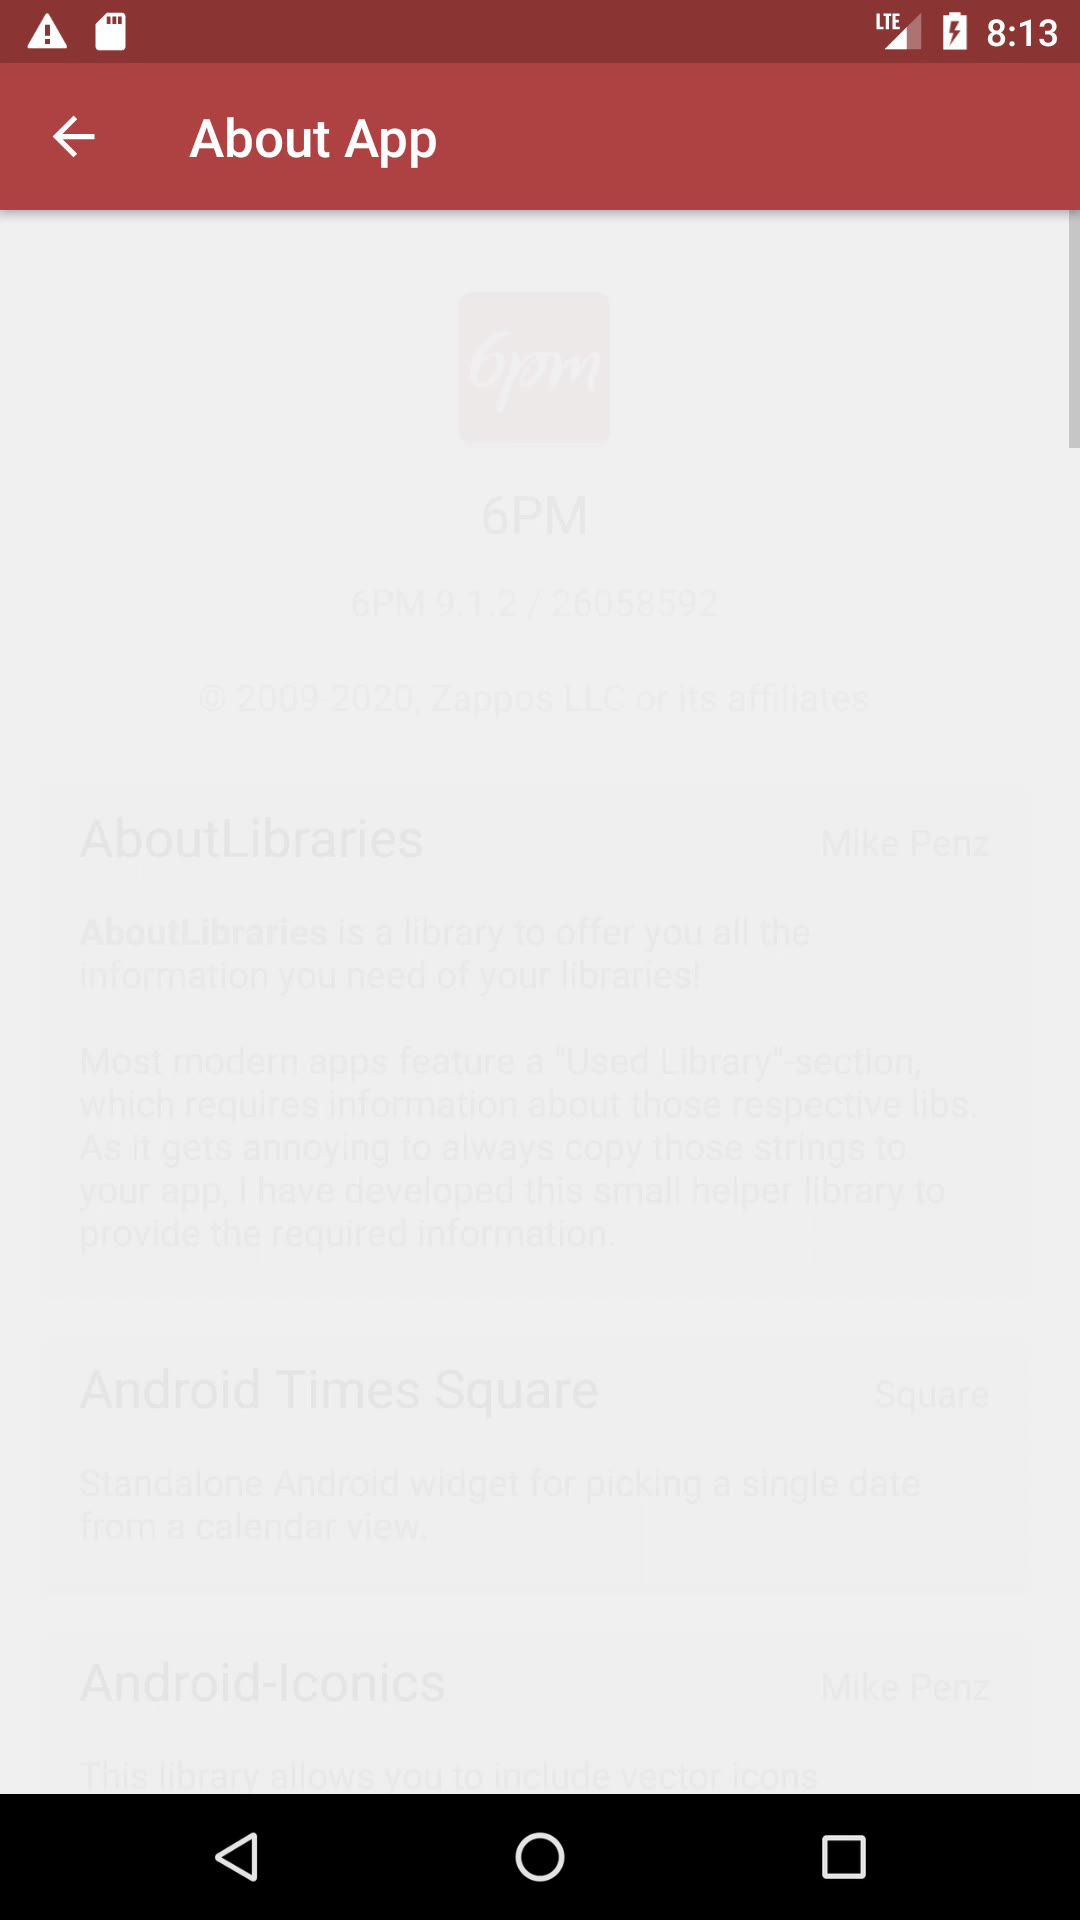 LTE 8:13
About App
6pm
6PM
6PM 9.1.2 / 26058592
© 2009-2020, Zappos LLC or its affiliates
AboutLibraries Mike Penz
AboutLibraries is a library to offer you all the
information you need of your libraries!
Most modern apps feature a "Used Library"-section,
which requires information about those respective libs.
As it gets annoying to always copy those strings to
your app, I have developed this small helper library to
provide the required information.
Android Times Square Square
Standalone Android widget for picking a single date
from a calendar view.
Android-Iconics Mike Penz
This library allows you to include vector icons